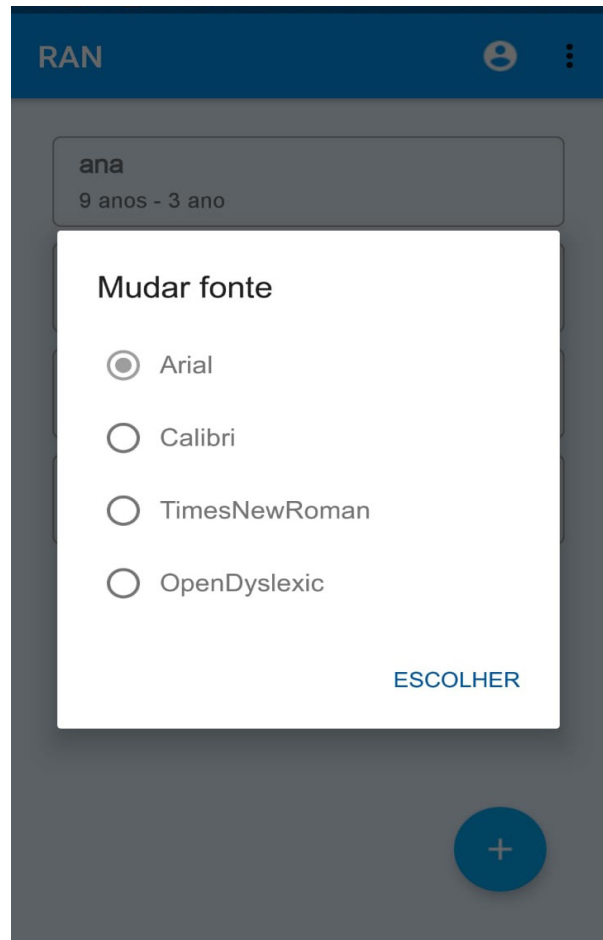 RAN
ana
9 anos - 3 ano
Mudar fonte
Arial
Calibri
TimesNewRoman
OpenDyslexic
ESCOLHER
+